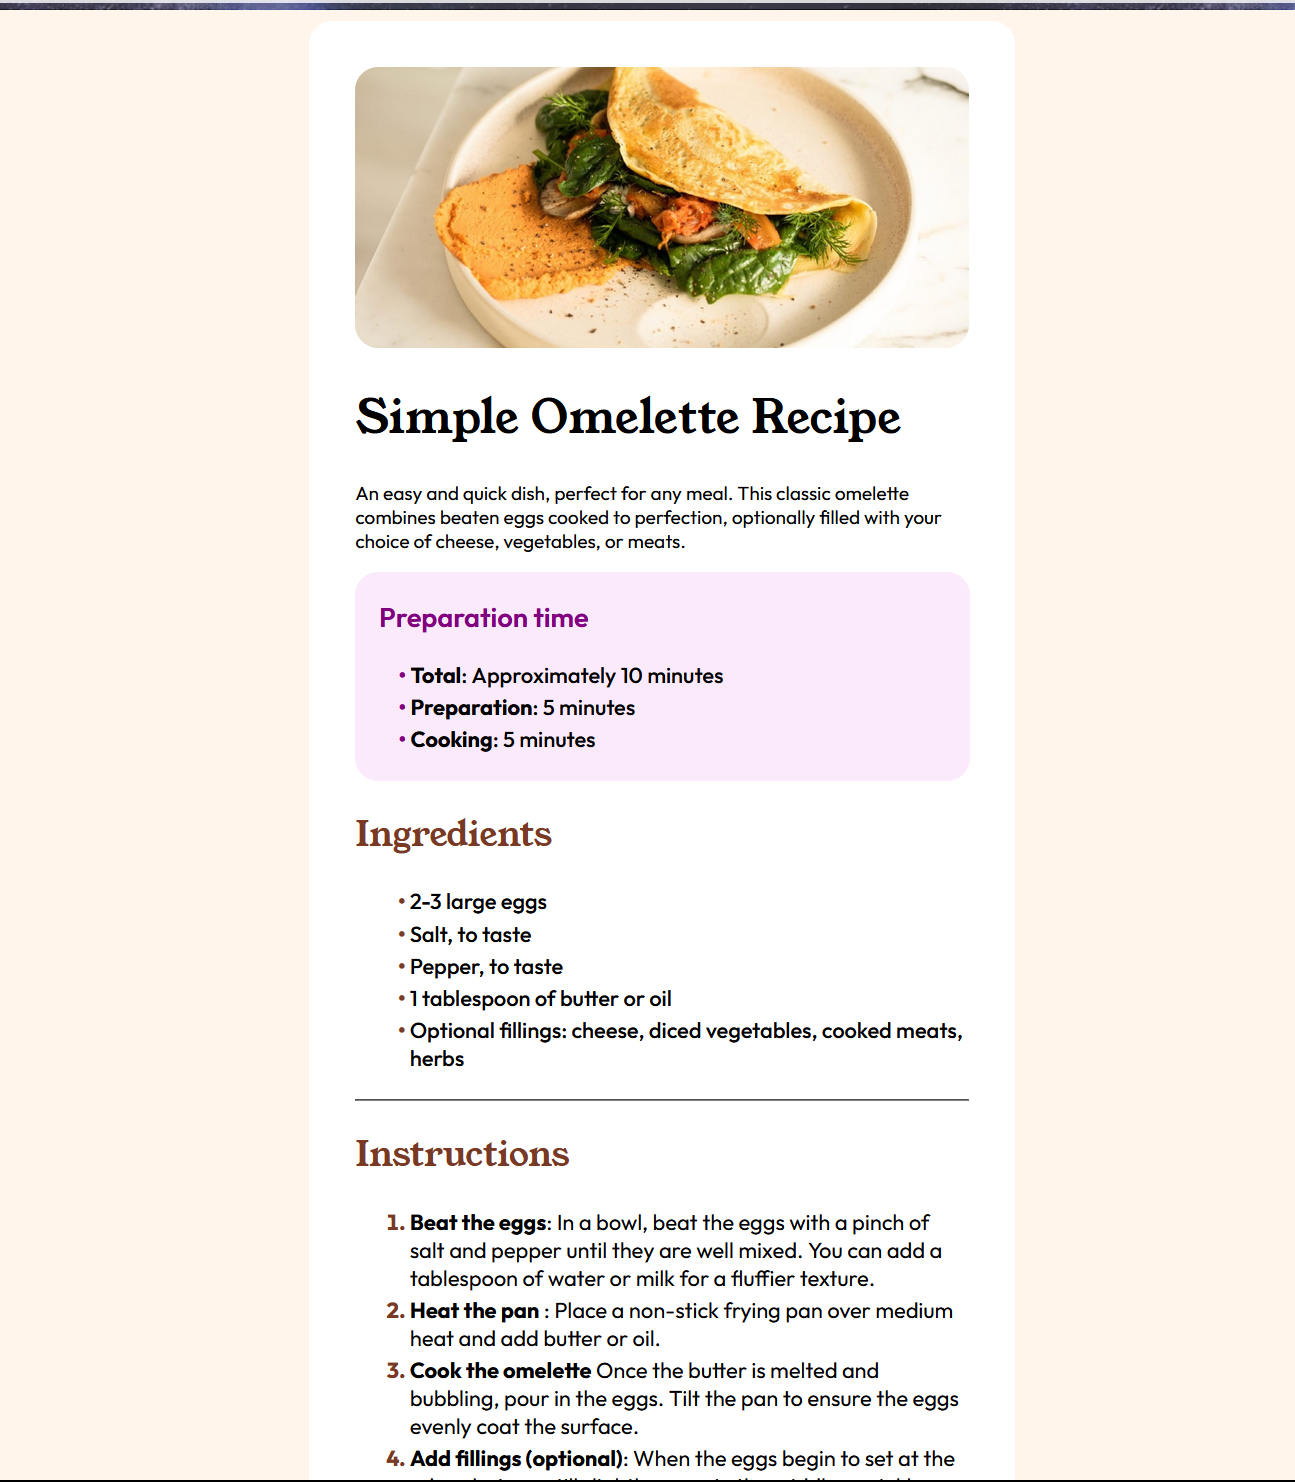 Simple Omelette Recipe
An easy and quick dish, perfect for any meal. This classic omelette
combines beaten eggs cooked to perfection, optionally filled with your
choice of cheese, vegetables, or meats.
Preparation time
• Total: Approximately 10 minutes
• Preparation: 5 minutes
• Cooking: 5 minutes
Ingredients
• 2-3 large eggs
• Salt, to taste
• Pepper, to taste
• 1 tablespoon of butter or oil
• Optional fillings: cheese, diced vegetables, cooked meats,
herbs
Instructions
1. Beat the eggs: In a bowl, beat the eggs with a pinch of
salt and pepper until they are well mixed. You can add a
tablespoon of water or milk for a fluffier texture.
2. Heat the pan : Place a non-stick frying pan over medium
heat and add butter or oil.
3. Cook the omelette Once the butter is melted and
bubbling, pour in the eggs. Tilt the pan to ensure the eggs
evenly coat the surface.
4. Add fillings (optional): When the eggs begin to set at the